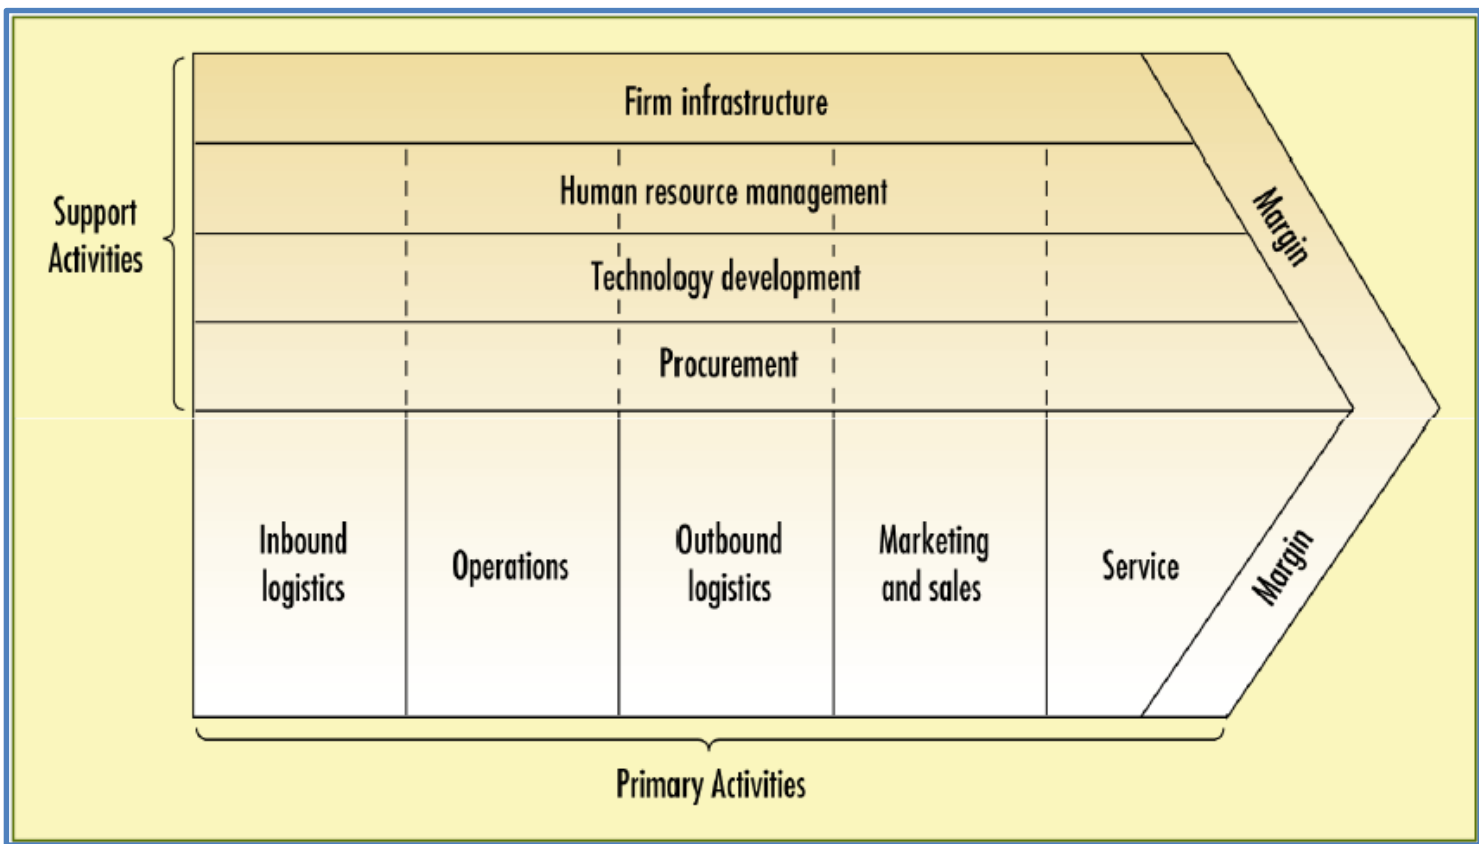 Firm infrastructure
Human resource management
Technology development
Procurement
Support
Activities
Margin
Inbound
logistics
Operations
Outbound
logistics
Marketing
and sales
Service
Margin
Primary Activities